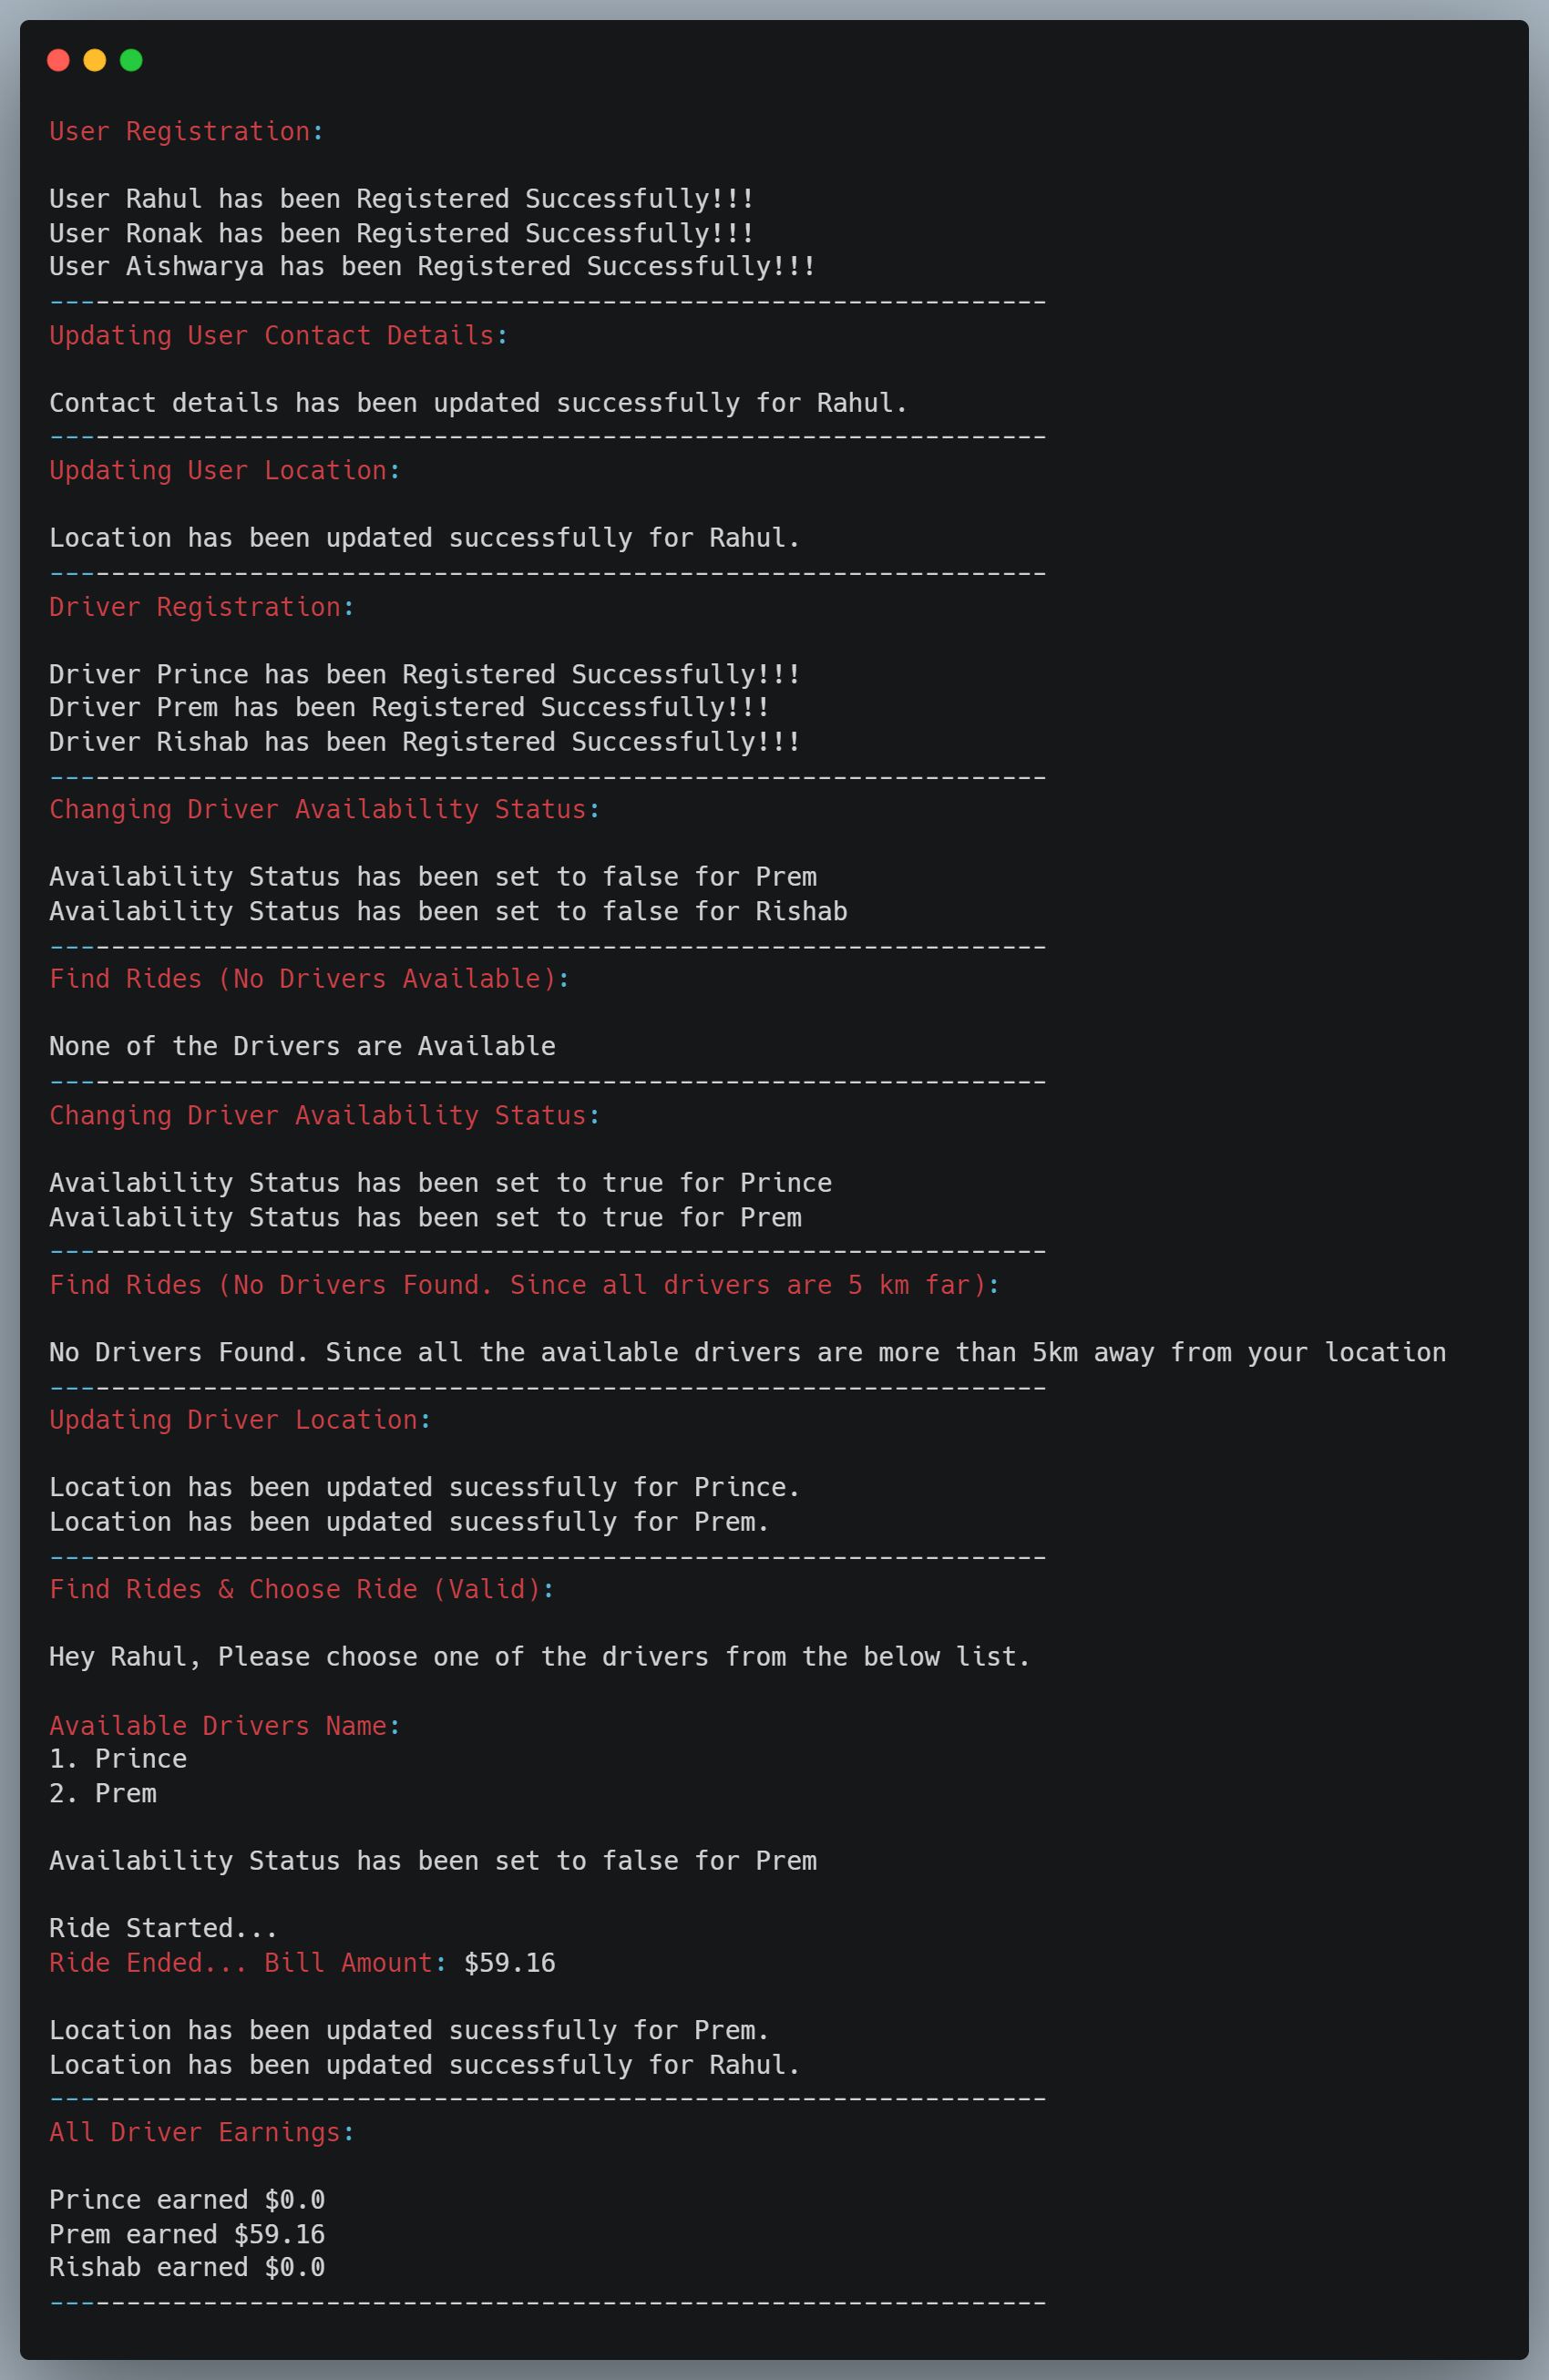 User Registration:
User Rahul has been Registered Successfully!!!
User Ronak has been Registered Successfully!!!
User Aishwarya has been Registered Successfully!!!
-----------------------------------------------------------------
Updating User Contact Details:
Contact details has been updated successfully for Rahul.
-----------------------------------------------------------------
Updating User Location:
Location has been updated successfully for Rahul.
-----------------------------------------------------------------
Driver Registration:
Driver Prince has been Registered Successfully!!!
Driver Prem has been Registered Successfully!!!
Driver Rishab has been Registered Successfully!!!
-----------------------------------------------------------------
Changing Driver Availability Status:
Availability Status has been set to false for Prem
Availability Status has been set to false for Rishab
-----------------------------------------------------------------
Find Rides (No Drivers Available):
None of the Drivers are Available
-----------------------------------------------------------------
Changing Driver Availability Status:
Availability Status has been set to true for Prince
Availability Status has been set to true for Prem
-----------------------------------------------------------------
Find Rides (No Drivers Found. Since all drivers are 5 km far):
No Drivers Found. Since all the available drivers are more than 5km away from your location
-----------------------------------------------------------------
Updating Driver Location:
Location has been updated sucessfully for Prince.
Location has been updated sucessfully for Prem.
-----------------------------------------------------------------
Find Rides & Choose Ride (Valid):
Hey Rahul, Please choose one of the drivers from the below list.
Available Drivers Name:
1. Prince
2. Prem
Availability Status has been set to false for Prem
Ride Started...
Ride Ended... Bill Amount: $59.16
Location has been updated sucessfully for Prem.
Location has been updated successfully for Rahul.
-----------------------------------------------------------------
All Driver Earnings:
Prince earned $0.0
Prem earned $59.16
Rishab earned $0.0
-----------------------------------------------------------------